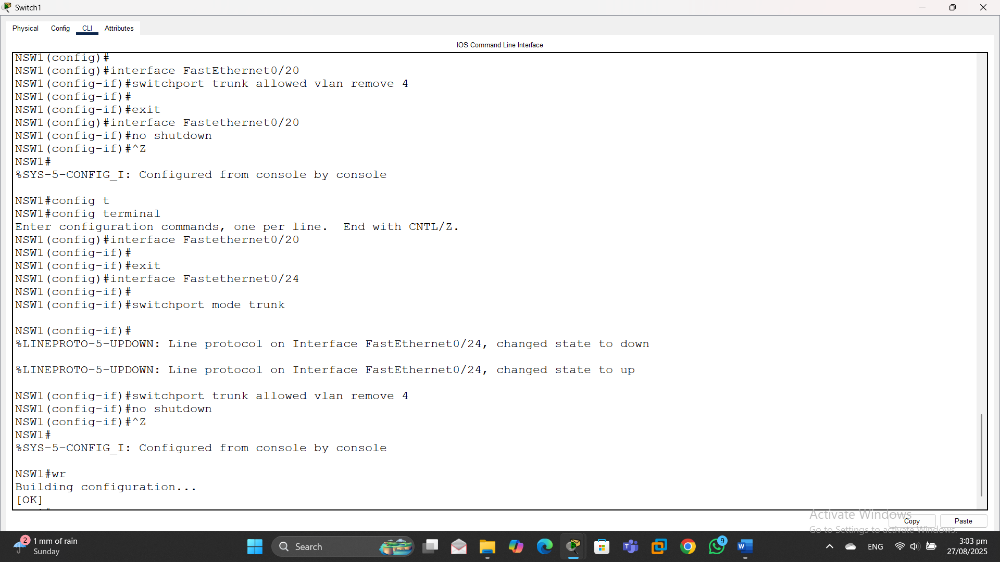 Switch1
Physical Config CLI Attributes
IOS Command Line Interface
NSW1(config)#
NSW1(config)#interface FastEthernet0/20
NSW1(config-if)#switchport trunk allowed vlan remove 4
NSW1(config-if)#
NSW1(config-if)#exit
NSW1(config)#interface Fastethernet0/20
NSW1(config-if)#no shutdown
NSW1(config-if)#^Z
NSW1#
%SYS-5-CONFIG_I: Configured from console by console
NSW1#config t
NSW1#config terminal
Enter configuration commands, one per line.  End with CNTL/Z.
NSW1(config)#interface Fastethernet0/20
NSW1(config-if)#
NSW1(config-if)#exit
NSW1(config)#interface Fastethernet0/24
NSW1(config-if)#
NSW1(config-if)#switchport mode trunk
NSW1(config-if)#
%LINEPROTO-5-UPDOWN: Line protocol on Interface FastEthernet0/24, changed state to down
%LINEPROTO-5-UPDOWN: Line protocol on Interface FastEthernet0/24, changed state to up
NSW1(config-if)#switchport trunk allowed vlan remove 4
NSW1(config-if)#no shutdown
NSW1(config-if)#^Z
NSW1#
%SYS-5-CONFIG_I: Configured from console by console
NSW1#wr
Building configuration...
[OK]
Activate Windows
Copy Paste
Go to Settings to activate Windows.
2 1 mm of rain
Sunday
Search
9
ENG
3:03 pm
27/08/2025